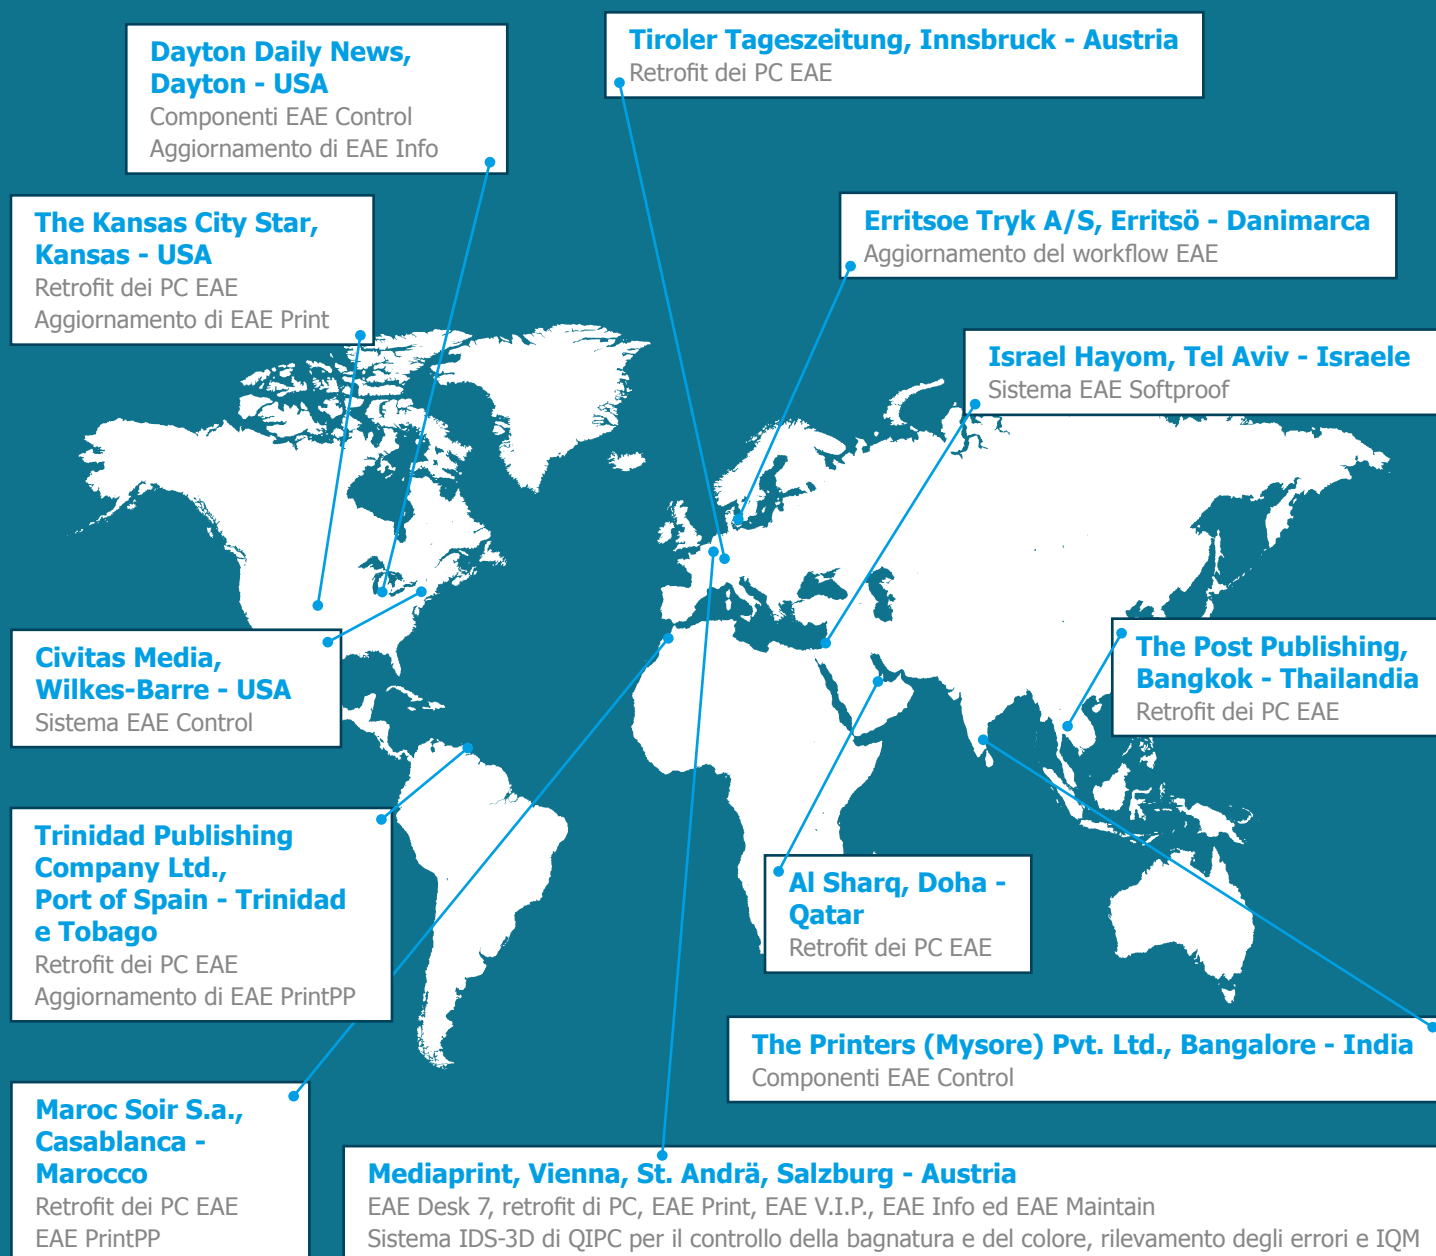 Dayton Daily News,
Dayton - USA
Componenti EAE Control
Aggiornamento di EAE Info
Tiroler Tageszeitung, Innsbruck - Austria
Retrofit dei PC EAE
The Kansas City Star,
Kansas - USA
Retrofit dei PC EAE
Aggiornamento di EAE Print
Erritsoe Tryk A/S, Erritsö - Danimarca
Aggiornamento del workflow EAE
Israel Hayom, Tel Aviv - Israele
Sistema EAE Softproof
Civitas Media,
Wilkes-Barre - USA
Sistema EAE Control
The Post Publishing,
Bangkok - Thailandia
Retrofit dei PC EAE
Trinidad Publishing
Company Ltd.,
Port of Spain - Trinidad
e Tobago
Retrofit dei PC EAE
Aggiornamento di EAE PrintPP
Al Sharq, Doha -
Qatar
Retrofit dei PC EAE
The Printers (Mysore) Pvt. Ltd., Bangalore - India
Componenti EAE Control
Maroc Soir S.a.,
Casablanca -
Marocco
Retrofit dei PC EAE
EAE PrintPP
Mediaprint, Vienna, St. Andrä, Salzburg - Austria
EAE Desk 7, retrofit di PC, EAE Print, EAE V.I.P., EAE Info ed EAE Maintain
Sistema IDS-3D di QIPC per il controllo della bagnatura e del colore, rilevamento degli errori e IQM